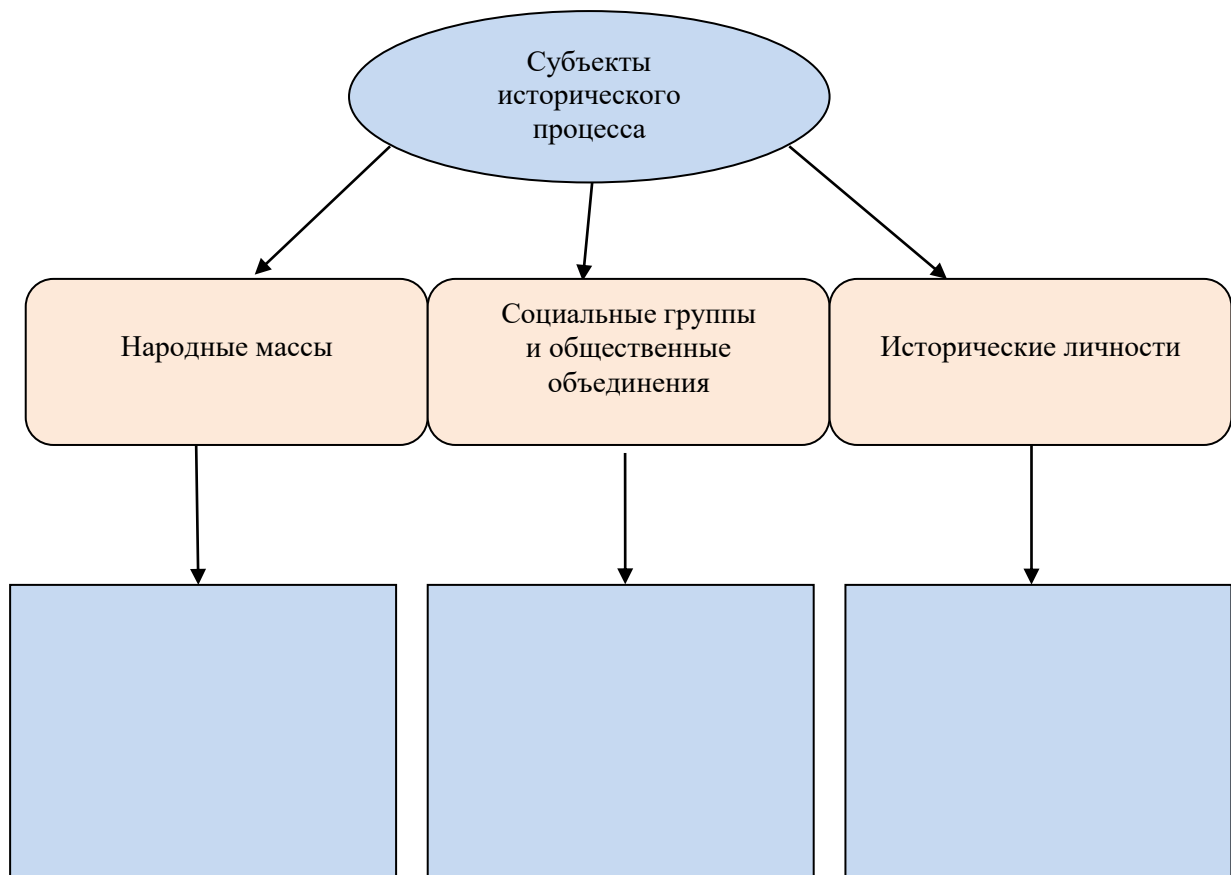 Субъекты
исторического
процесса
Народные массы
Социальные группы
и общественные
объединения
Исторические личности